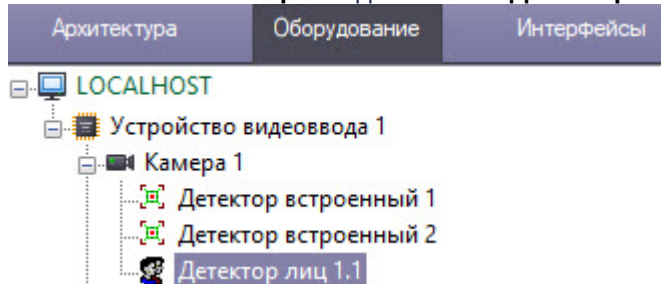 Архитектура Оборудование Интерфейсы
LOCALHOST
Устройство видеоввода 1
Камера 1
Детектор встроенный 1
Детектор встроенный 2
Детектор лиц 1.1